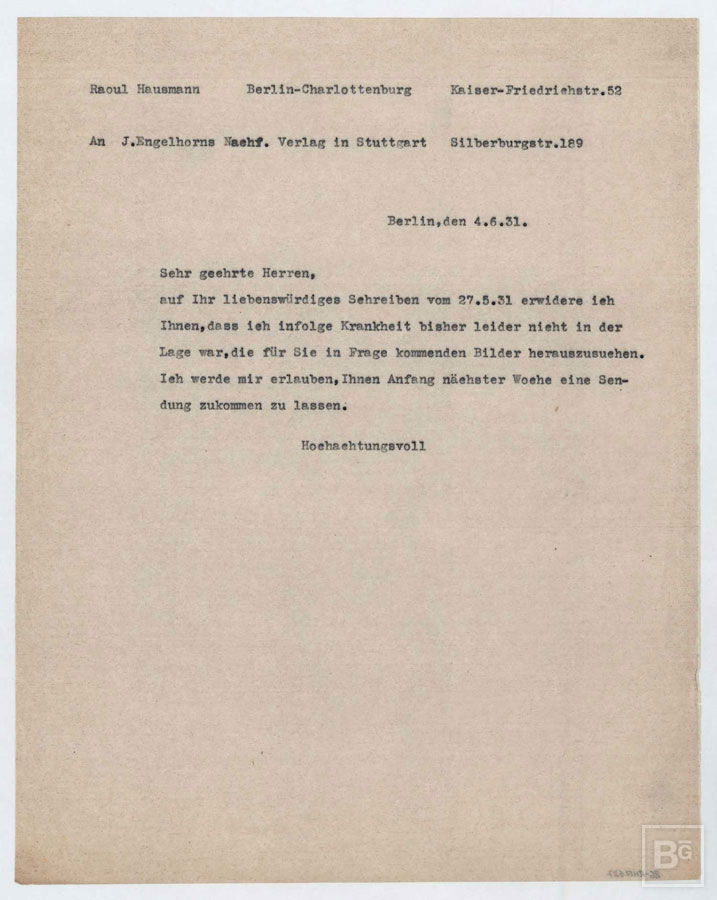 Raoul Hausmann Berlin-Charlottenburg Kaiser-Friedrichstr.52
An J.Engelhorns Nachf. Verlag in Stuttgart Silberburgstr.189
Berlin,den 4.6.31.
Sehr geehrte Herren,
auf Ihr liebenswürdiges Schreiben vom 27.5.31 erwidere ich
Ihnen,dass ich infolge Krankheit bisher leider nicht in der
Lage war,die für Sie in Frage kommenden Bilder herauszusuchen.
Ich werde mir erlauben,Ihnen Anfang nächster Woche eine Sen-
dung zukommen zu lassen.
Hochachtungsvoll
BG